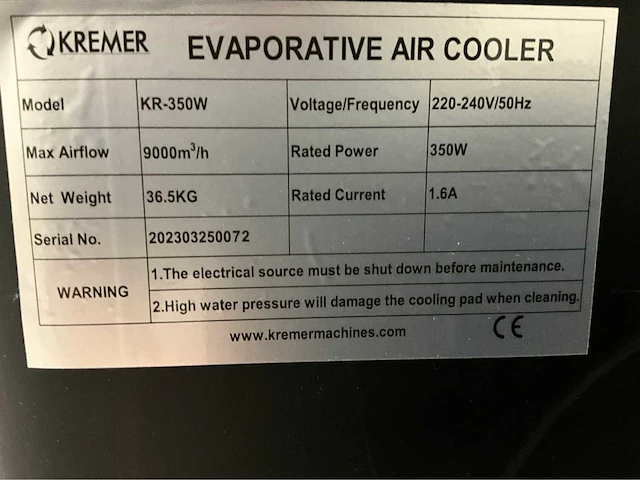 KREMER EVAPORATIVE AIR COOLER
Model KR-350W Voltage/Frequency 220-240V/50Hz
Max Airflow 9000m³/h Rated Power 350W
Net Weight 36.5KG Rated Current 1.6A
Serial No. 202303250072
WARNING
1.The electrical source must be shut down before maintenance.
2.High water pressure will damage the cooling pad when cleaning.
www.kremermachines.com CE